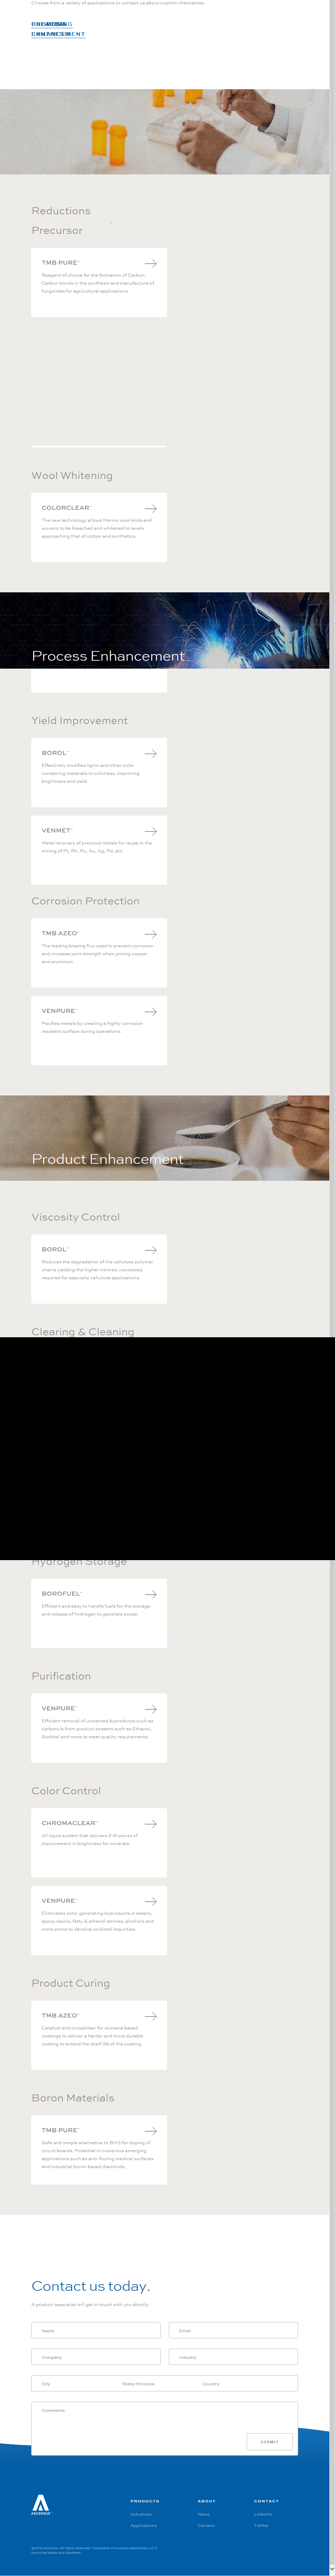 Choose from a variety of applications or contact us about custom chemistries.
ENHANCEMENT
Reductions
Precursor
TMB PURE™
Reagent of choice for the formation of Carbon-
Carbon bonds in the synthesis and manufacture of
fungicides for agricultural applications.
Wool Whitening
COLORCLEAR™
The new technology allows Merino wool knits and
wovens to be bleached and whitened to levels
approaching that of cotton and synthetics.
Process Enhancement
Yield Improvement
BOROL™
Effectively modifies lignin and other color
containing materials to colorless, improving
brightness and yield.
VENMET™
Metal recovery of precious metals for reuse in the
mining of Pt, Rh, Ru, Au, Ag, Pd, etc.
Corrosion Protection
TMB AZEO™
The leading brazing flux used to prevent corrosion
and increase joint strength when joining copper
and aluminum.
VENPURE™
Pacifies metals by creating a highly corrosion
resistant surface during operations.
Product Enhancement
Viscosity Control
BOROL™
Reduces the degradation of the cellulose polymer
chains yielding the higher intrinsic viscosities
required for specialty cellulose applications.
Clearing & Cleaning
Hydrogen Storage
BOROFUEL™
Efficient and easy to handle fuels for the storage
and release of hydrogen to generate power.
Purification
VENPURE™
Efficient removal of unwanted byproducts such as
carbonyls from product streams such as Ethanol,
Sorbitol and more to meet quality requirements.
Color Control
CHROMACLEAR™
All liquid system that delivers 2-6 points of
improvement in brightness for minerals.
VENPURE™
Eliminates color generating byproducts in esters,
epoxy resins, fatty & ethanol amines, alcohols and
more prone to develop oxidized impurities.
Product Curing
TMB AZEO™
Catalyst and crosslinker for siloxane based
coatings to deliver a harder and more durable
coating to extend the shelf life of the coating.
Boron Materials
TMB PURE™
Safe and simple alternative to BH3 for doping of
circuit boards. Potential in numerous emerging
applications such as anti-fouling medical surfaces
and industrial boron-based diamonds.
Contact us today.
A product specialist will get in touch with you shortly.
Name
Email
Company
Industry
City
State/Province
Country
Comments
SUBMIT
ASCENSUS™
PRODUCTS
ABOUT
CONTACT
Industries
News
LinkedIn
Applications
Careers
Twitter